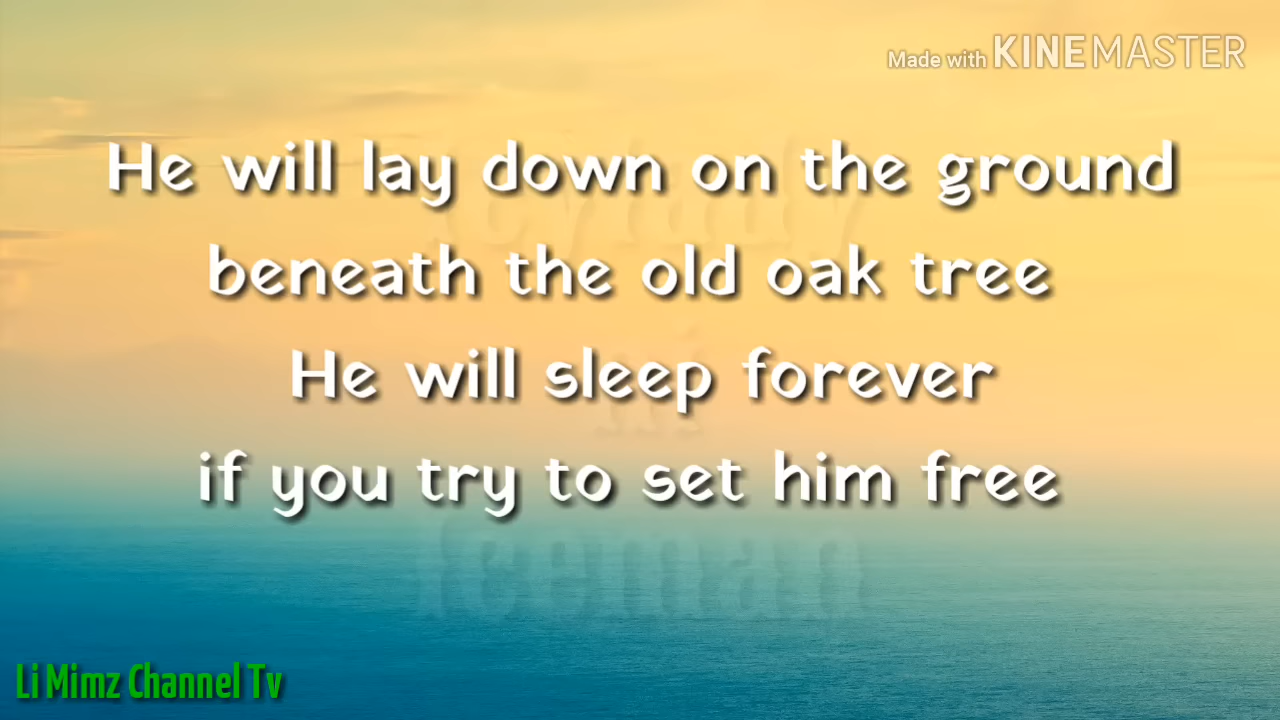 Made with KINEMASTER
He will lay down on the ground
beneath the old oak tree
He will sleep forever
if you try to set him free
Li Mimz Channel Tv